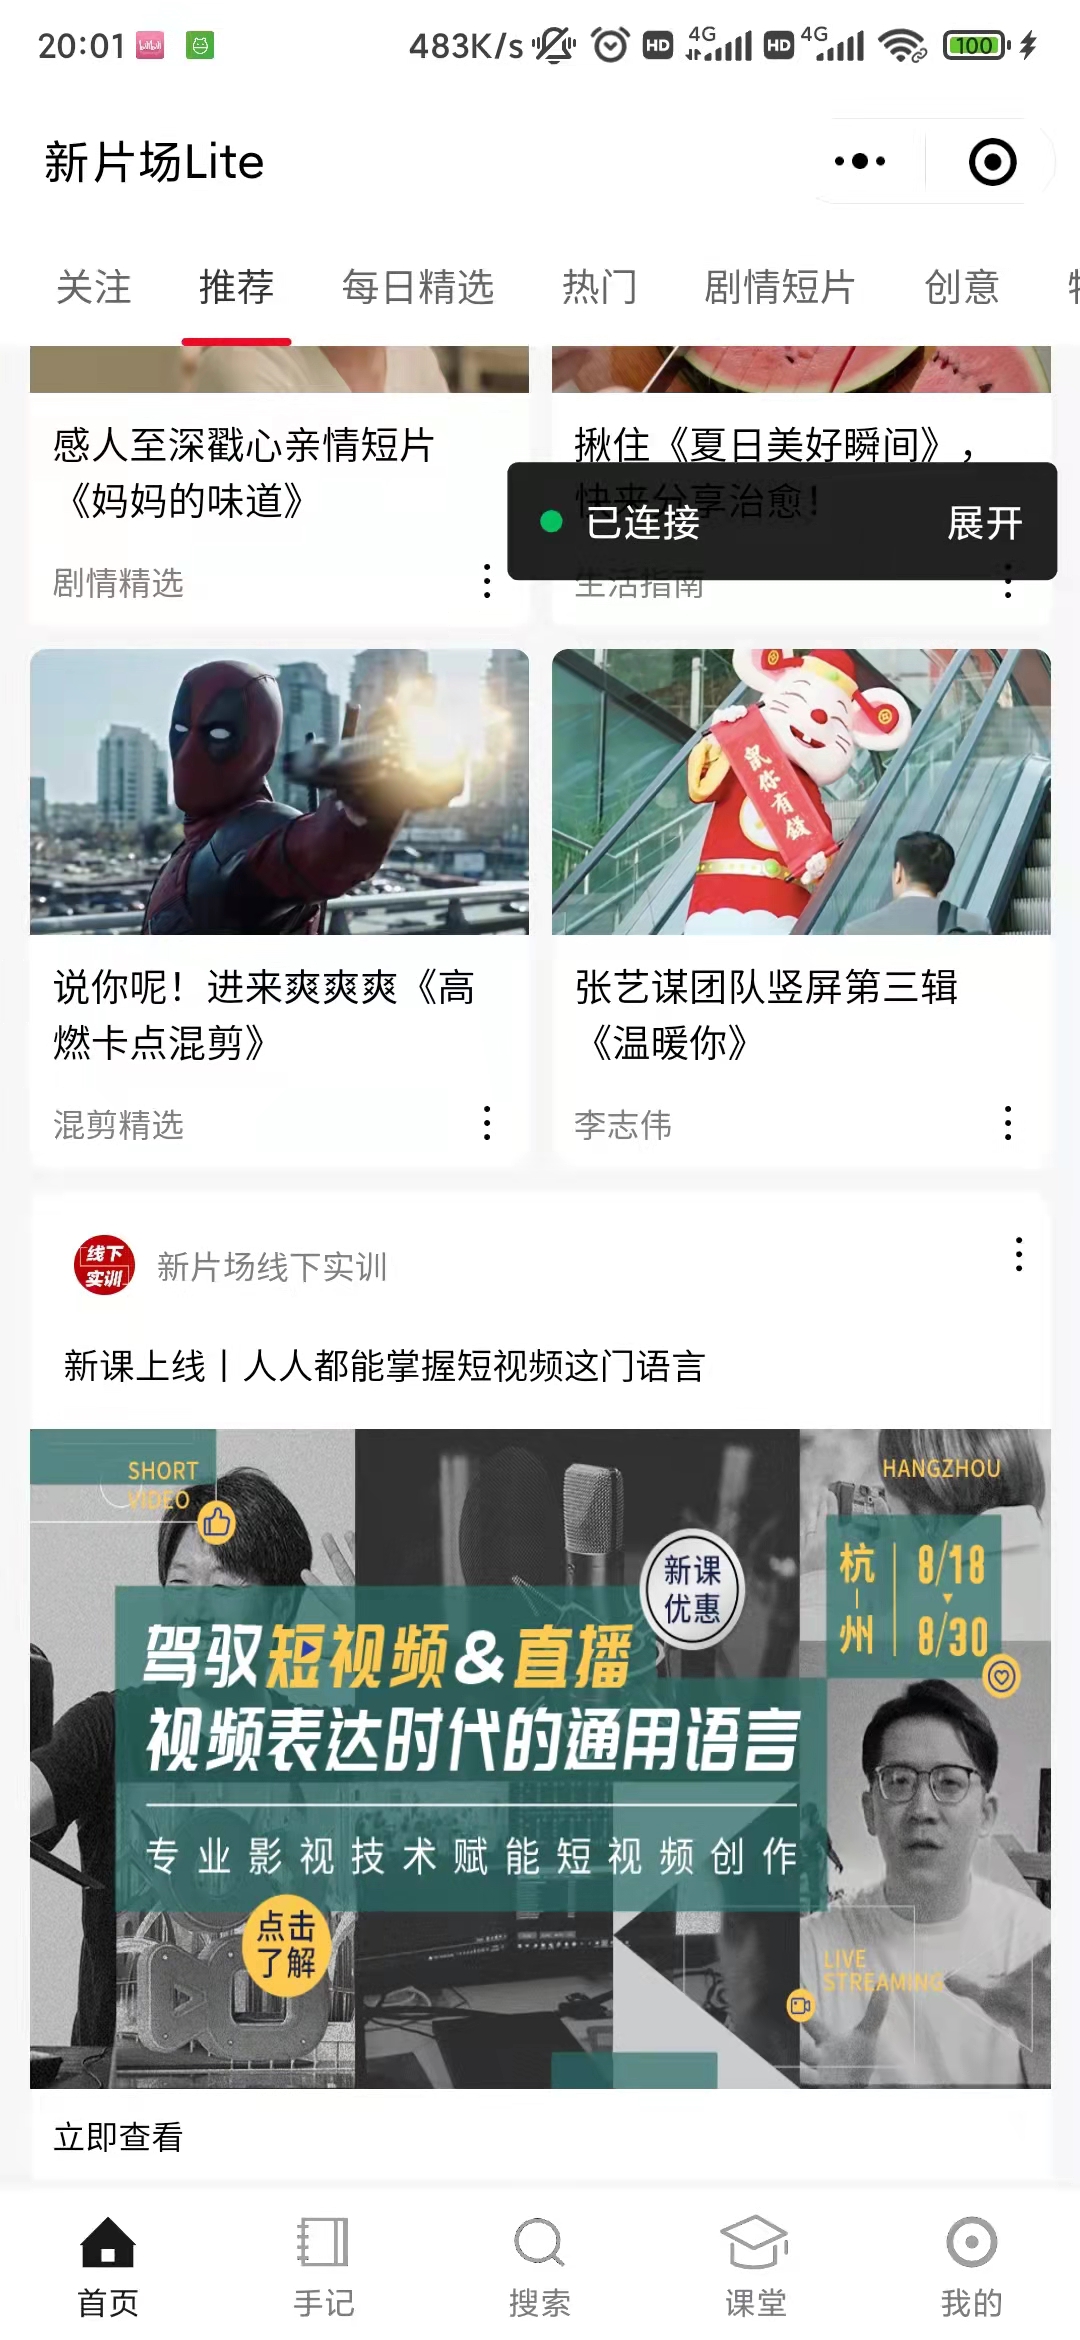 20:01
483K/s
HD
4G
HD
4G
100
新片场Lite
关注 推荐 每日精选 热门 剧情短片 创意
感人至深戳心亲情短片
《妈妈的味道》
剧情精选
揪住《夏日美好瞬间》，
快来分享治愈！
生活指南
已连接 展开
鼠你有錢
说你呢！进来爽爽爽《高
燃卡点混剪》
混剪精选
张艺谋团队竖屏第三辑
《温暖你》
李志伟
线下
实训
新片场线下实训
新课上线丨人人都能掌握短视频这门语言
SHORT
VIDEO
HANGZHOU
杭州
8/18
8/30
新课
优惠
驾驭短视频&直播
视频表达时代的通用语言
专业影视技术赋能短视频创作
点击
了解
LIVE
STREAMING
立即查看
首页 手记 搜索 课堂 我的